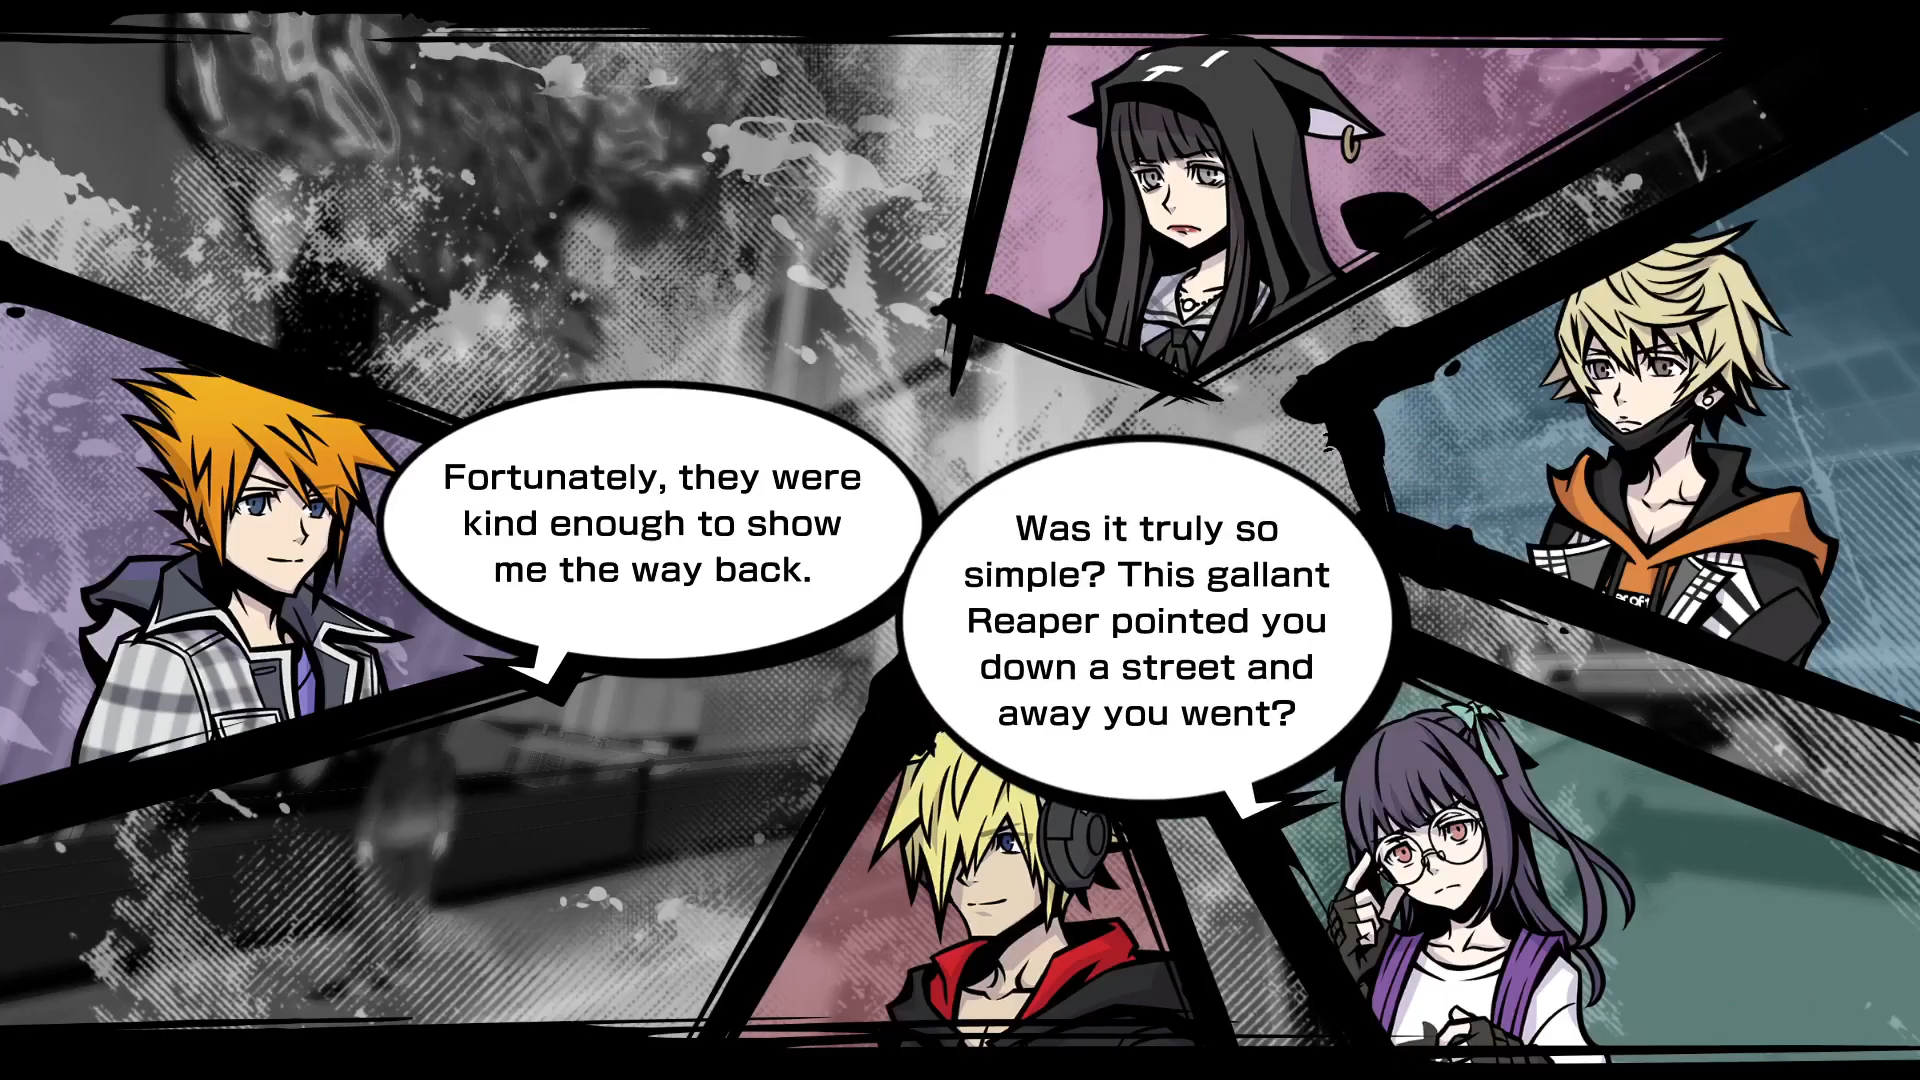 Fortunately, they were
kind enough to show
me the way back.
Was it truly so
simple? This gallant
Reaper pointed you
down a street and
away you went?